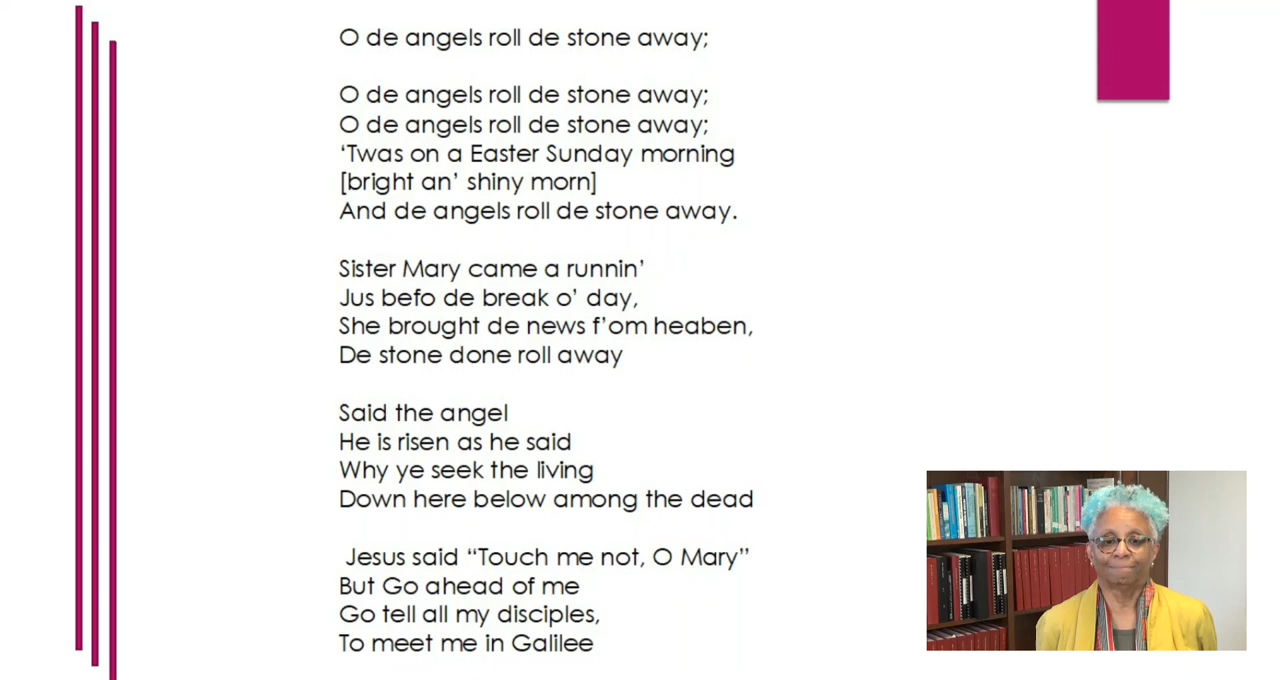 O de angels roll de stone away;
O de angels roll de stone away;
O de angels roll de stone away;
‘Twas on a Easter Sunday morning
[bright an’ shiny morn]
And de angels roll de stone away.
Sister Mary came a runnin’
Jus befo de break o’ day,
She brought de news f’om heaben,
De stone done roll away
Said the angel
He is risen as he said
Why ye seek the living
Down here below among the dead
Jesus said “Touch me not, O Mary”
But Go ahead of me
Go tell all my disciples,
To meet me in Galilee